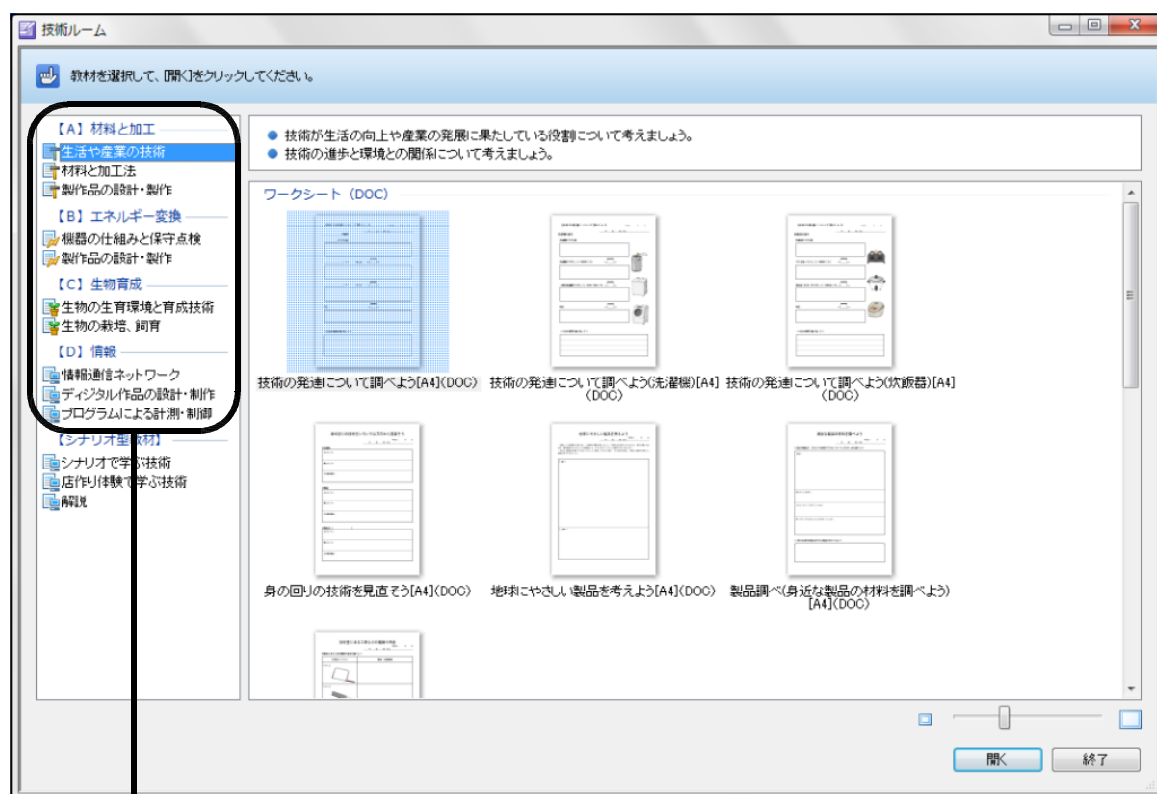 技術ルーム
教材を選択して、[開く]をクリックしてください。
【A】材料と加工
生活や産業の技術
材料と加工法
製作品の設計・製作
【B】エネルギー変換
機器の仕組みと保守点検
製作品の設計・製作
【C】生物育成
生物の生育環境と育成技術
生物の栽培、飼育
【D】情報
情報通信ネットワーク
ディジタル作品の設計・制作
プログラムによる計測・制御
【シナリオ型教材】
シナリオで学ぶ技術
店作り体験で学ぶ技術
解説
技術が生活の向上や産業の発展に果たしている役割について考えましょう。
技術の進歩と環境との関係について考えましょう。
ワークシート（DOC）
技術の発達について調べよう[A4](DOC)
技術の発達について調べよう(洗濯機)[A4]
(DOC)
技術の発達について調べよう(炊飯器)[A4]
(DOC)
身の回りの技術を見直そう[A4](DOC)
地球にやさしい製品を考えよう[A4](DOC)
製品調べ(身近な製品の材料を調べよう)
[A4](DOC)
開く
終了